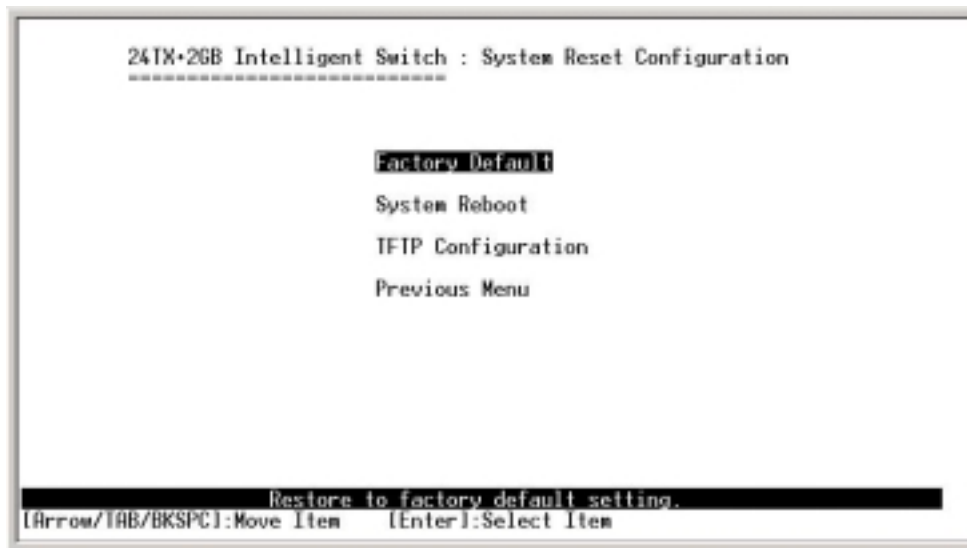 24TX+2GB Intelligent Switch : System Reset Configuration
===========================
Factory Default
System Reboot
TFTP Configuration
Previous Menu
Restore to factory default setting.
[Arrow/TAB/BKSPC]:Move Item [Enter]:Select Item